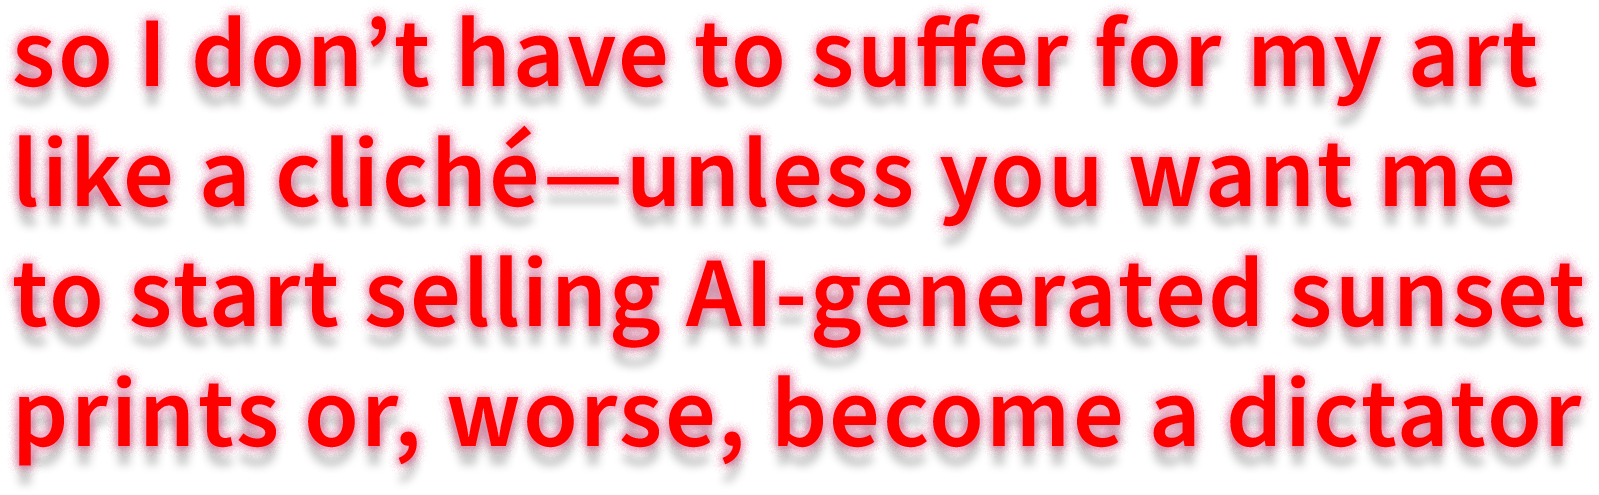 so I don’t have to suffer for my art
like a cliché—unless you want me
to start selling AI-generated sunset
prints or, worse, become a dictator